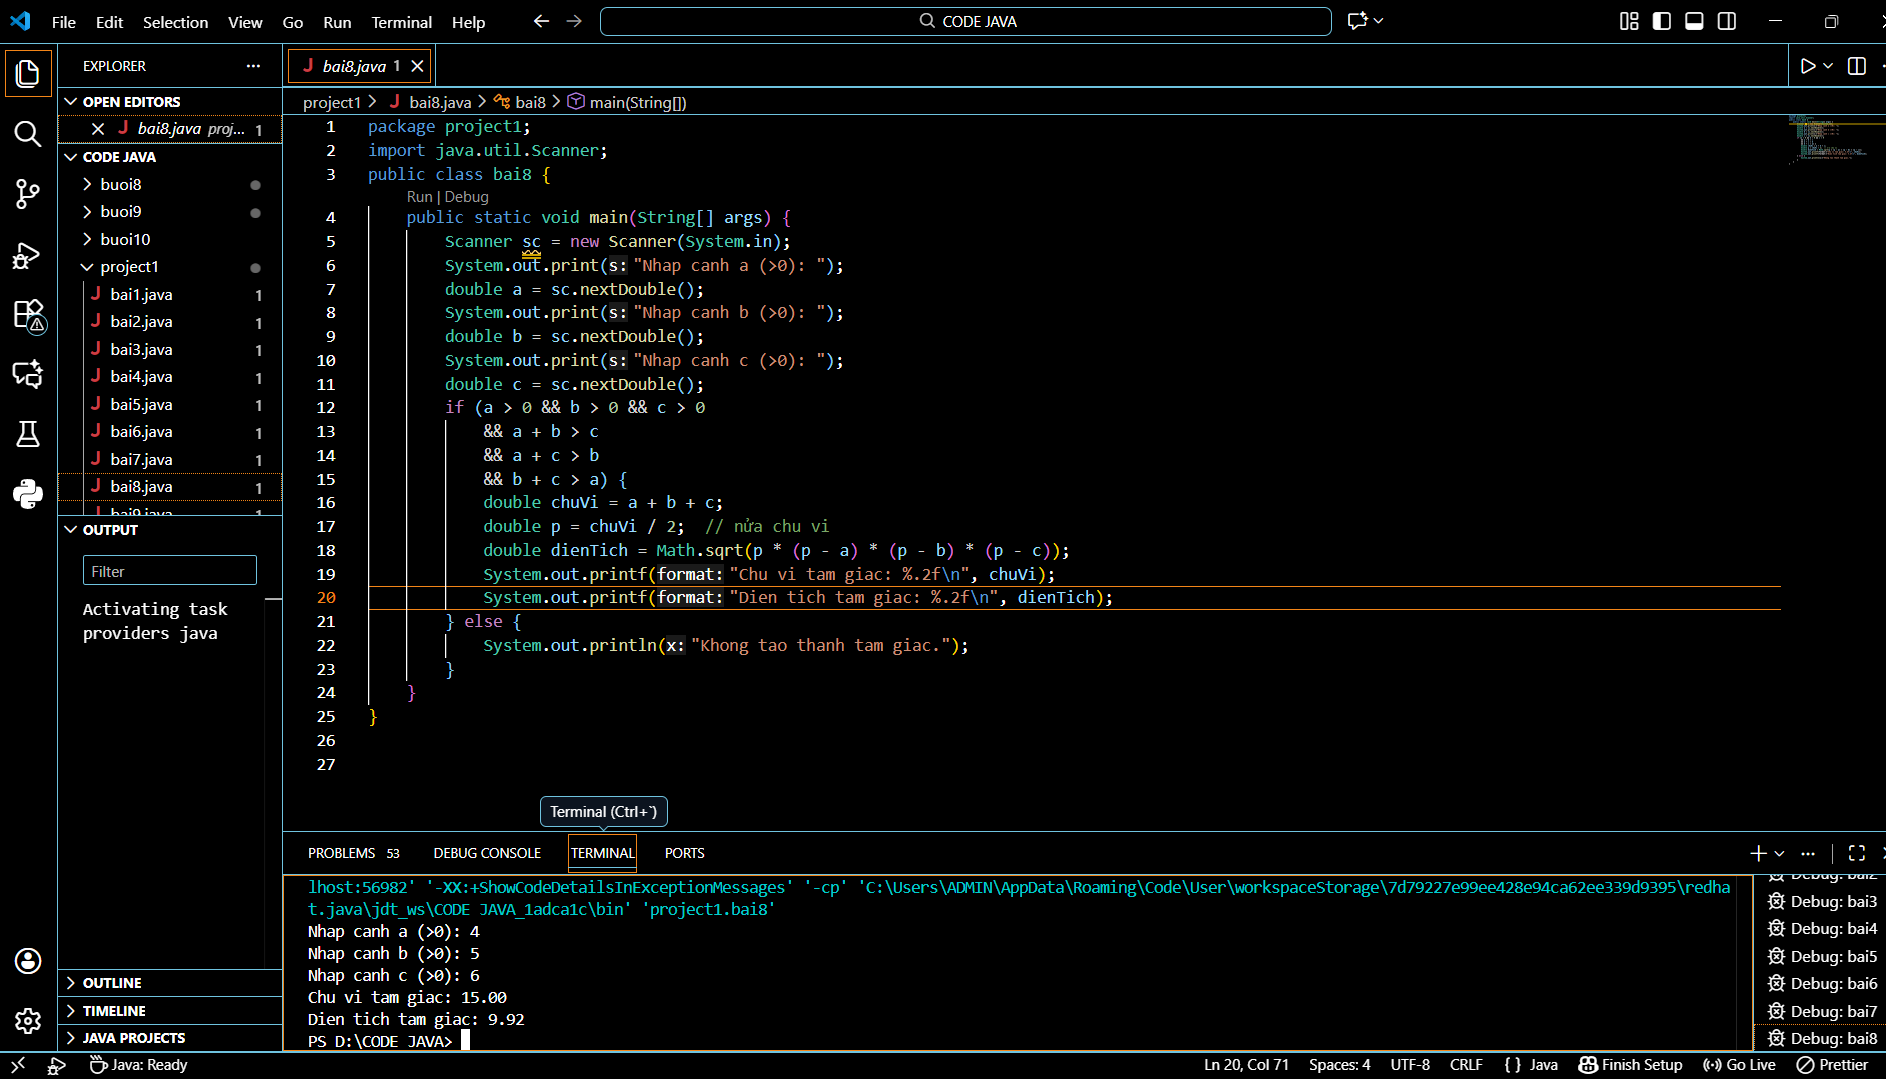 File Edit Selection View Go Run Terminal Help
CODE JAVA
EXPLORER
OPEN EDITORS
bai8.java proj... 1
CODE JAVA
buoi8
buoi9
buoi10
project1
bai1.java 1
bai2.java 1
bai3.java 1
bai4.java 1
bai5.java 1
bai6.java 1
bai7.java 1
bai8.java 1
bai9.java 1
OUTPUT
Filter
Activating task
providers java
OUTLINE
TIMELINE
JAVA PROJECTS
J bai8.java 1
project1 > J bai8.java > bai8 > main(String[])
1 package project1;
2 import java.util.Scanner;
3 public class bai8 {
Run | Debug
4 public static void main(String[] args) {
5 Scanner sc = new Scanner(System.in);
6 System.out.print(s: "Nhap canh a (>0): ");
7 double a = sc.nextDouble();
8 System.out.print(s: "Nhap canh b (>0): ");
9 double b = sc.nextDouble();
10 System.out.print(s: "Nhap canh c (>0): ");
11 double c = sc.nextDouble();
12 if (a > 0 && b > 0 && c > 0
13 && a + b > c
14 && a + c > b
15 && b + c > a) {
16 double chuVi = a + b + c;
17 double p = chuVi / 2;  // nửa chu vi
18 double dienTich = Math.sqrt(p * (p - a) * (p - b) * (p - c));
19 System.out.printf(format: "Chu vi tam giac: %.2f\n", chuVi);
20 System.out.printf(format: "Dien tich tam giac: %.2f\n", dienTich);
21 } else {
22 System.out.println(x: "Khong tao thanh tam giac.");
23 }
24 }
25 }
26
27
Terminal (Ctrl+`)
PROBLEMS 53 DEBUG CONSOLE TERMINAL PORTS
lhost:56982' '-XX:+ShowCodeDetailsInExceptionMessages' '-cp' 'C:\Users\ADMIN\AppData\Roaming\Code\User\workspaceStorage\7d79227e99ee428e94ca62ee339d9395\redha
t.java\jdt_ws\CODE JAVA_1adca1c\bin' 'project1.bai8'
Nhap canh a (>0): 4
Nhap canh b (>0): 5
Nhap canh c (>0): 6
Chu vi tam giac: 15.00
Dien tich tam giac: 9.92
PS D:\CODE JAVA>
Debug: bai2
Debug: bai3
Debug: bai4
Debug: bai5
Debug: bai6
Debug: bai7
Debug: bai8
Java: Ready
Ln 20, Col 71 Spaces: 4 UTF-8 CRLF {} Java Finish Setup Go Live Prettier